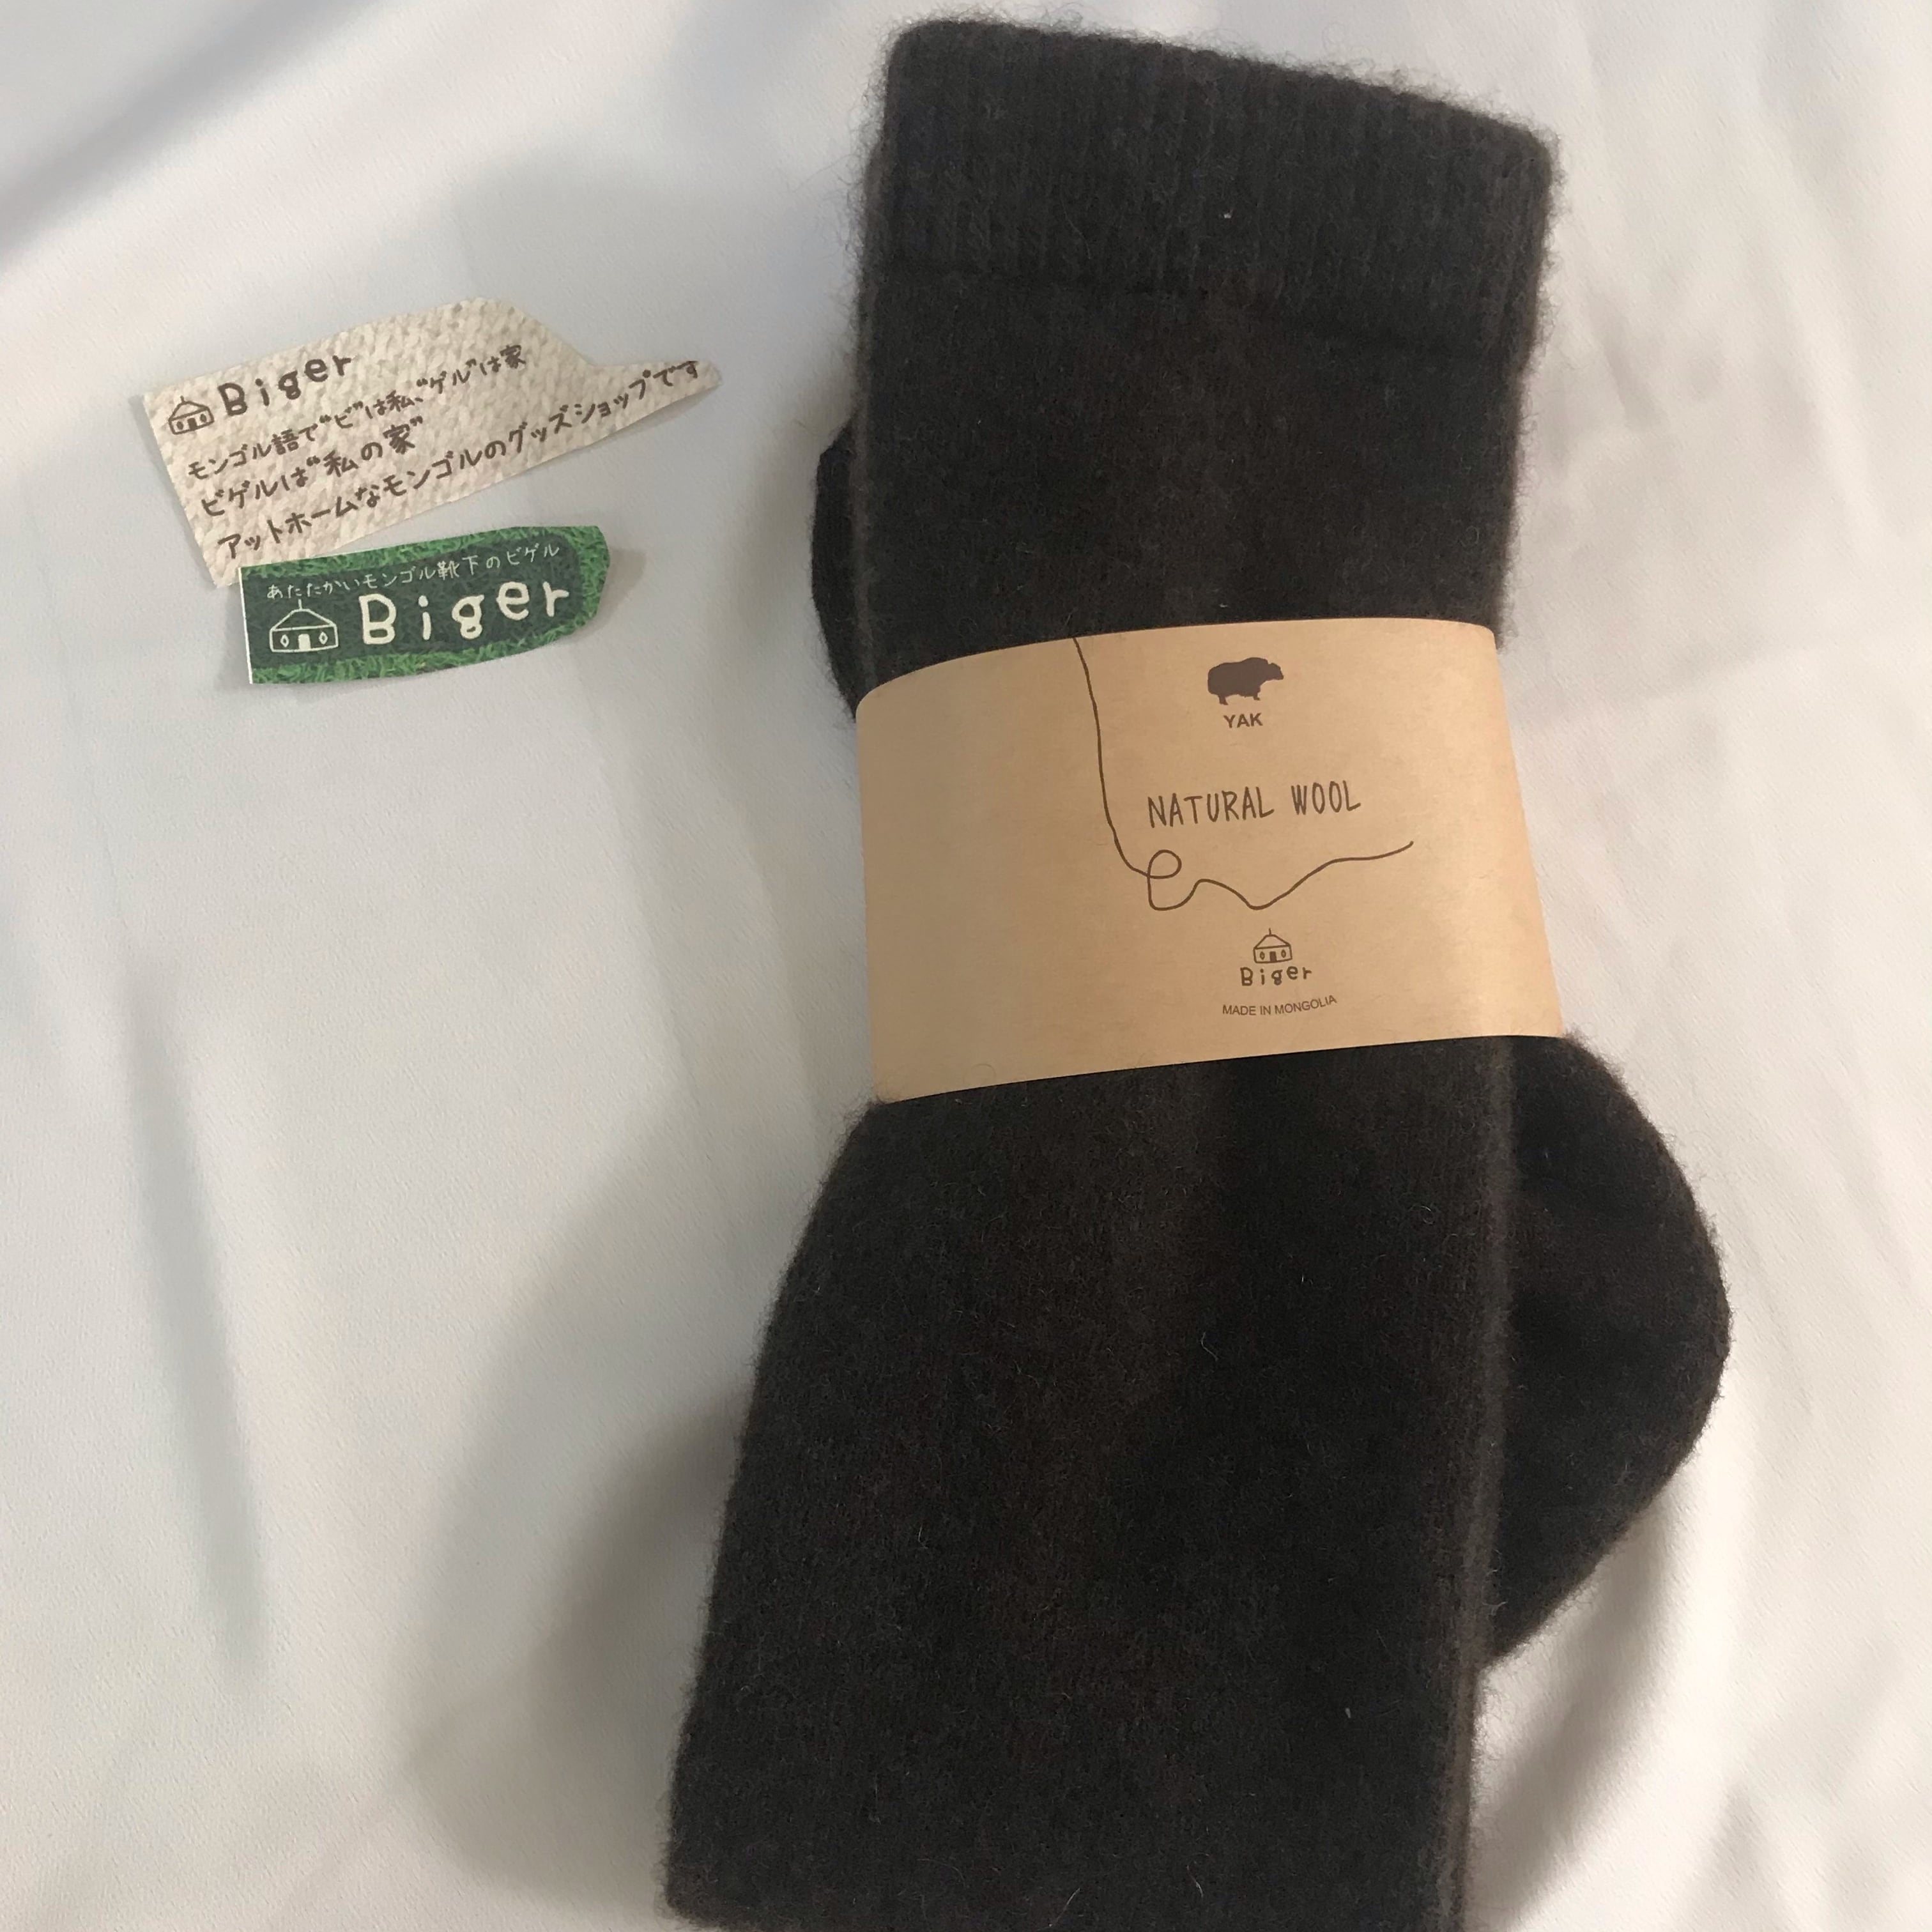 Biger
モンゴル語で“ビ”は私、“ゲル”は家
ビゲルは“私の家”
アットホームなモンゴルのグッズショップです
あたたかいモンゴル靴下のビゲル
Biger
YAK
NATURAL WOOL
Biger
MADE IN MONGOLIA